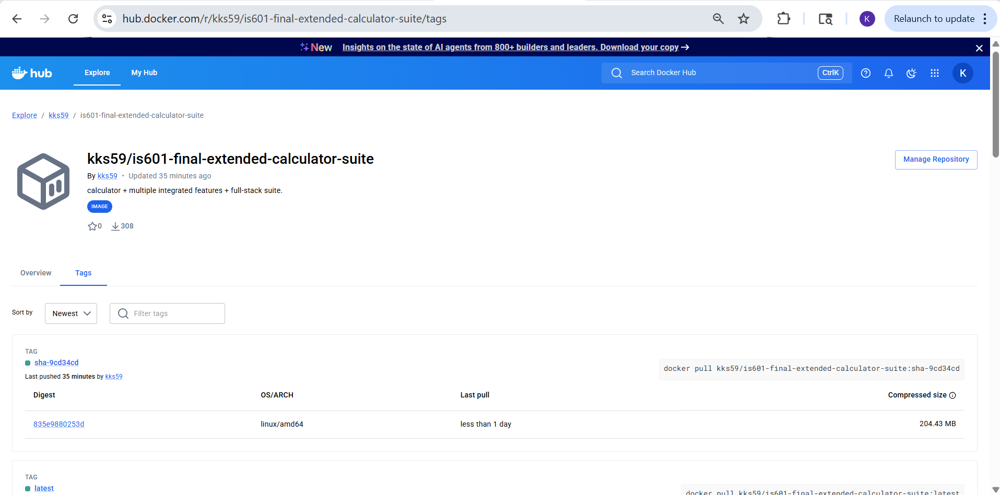 hub.docker.com/r/kks59/is601-final-extended-calculator-suite/tags
K
Relaunch to update
New Insights on the state of AI agents from 800+ builders and leaders. Download your copy →
hub
Explore
My Hub
Search Docker Hub
CtrlK
K
Explore / kks59 / is601-final-extended-calculator-suite
kks59/is601-final-extended-calculator-suite
Manage Repository
By kks59 • Updated 35 minutes ago
calculator + multiple integrated features + full-stack suite.
IMAGE
0 308
Overview
Tags
Sort by
Newest
Filter tags
TAG
sha-9cd34cd
docker pull kks59/is601-final-extended-calculator-suite:sha-9cd34cd
Last pushed 35 minutes by kks59
Digest OS/ARCH Last pull Compressed size
835e9880253d linux/amd64 less than 1 day 204.43 MB
TAG
latest
docker pull kks59/is601-final-extended-calculator-suite:latest